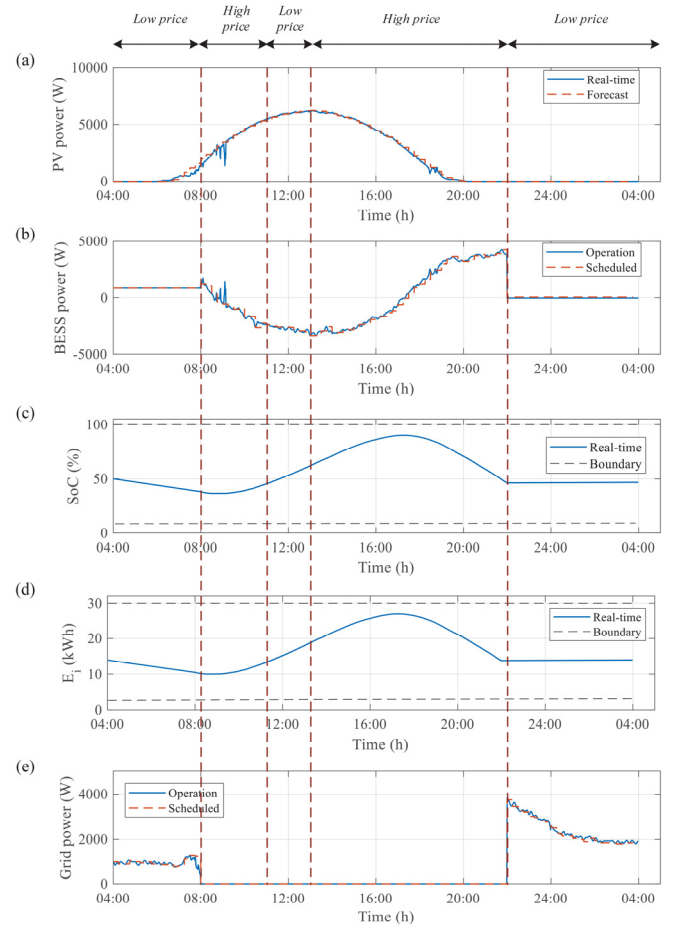 Low price High price Low price High price Low price
(a)
10000
5000
0
PV power (W)
Real-time
Forecast
04:00 08:00 12:00 16:00 20:00 24:00 04:00
Time (h)
(b)
5000
0
-5000
BESS power (W)
Operation
Scheduled
04:00 08:00 12:00 16:00 20:00 24:00 04:00
Time (h)
(c)
100
50
0
SoC (%)
Real-time
Boundary
04:00 08:00 12:00 16:00 20:00 24:00 04:00
Time (h)
(d)
30
20
10
0
E_i (kWh)
Real-time
Boundary
04:00 08:00 12:00 16:00 20:00 24:00 04:00
Time (h)
(e)
4000
2000
0
Grid power (W)
Operation
Scheduled
04:00 08:00 12:00 16:00 20:00 24:00 04:00
Time (h)